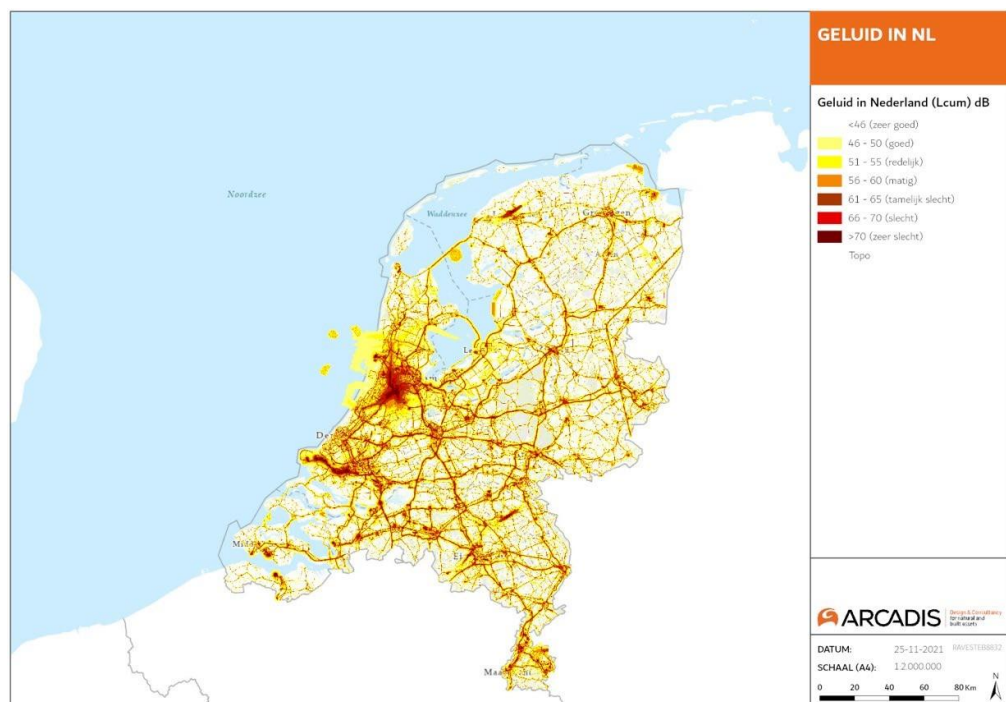 GELUID IN NL
Geluid in Nederland (Lcum) dB
<46 (zeer goed)
46 - 50 (goed)
51 - 55 (redelijk)
56 - 60 (matig)
61 - 65 (tamelijk slecht)
66 - 70 (slecht)
>70 (zeer slecht)
Topo
Noordzee
Waddenzee
ARCADIS
Design & Consultancy
for natural and
built assets
DATUM: 25-11-2021 RAVESTEB8832
SCHAAL (A4): 1:2.000.000
N
0 20 40 60 80 Km